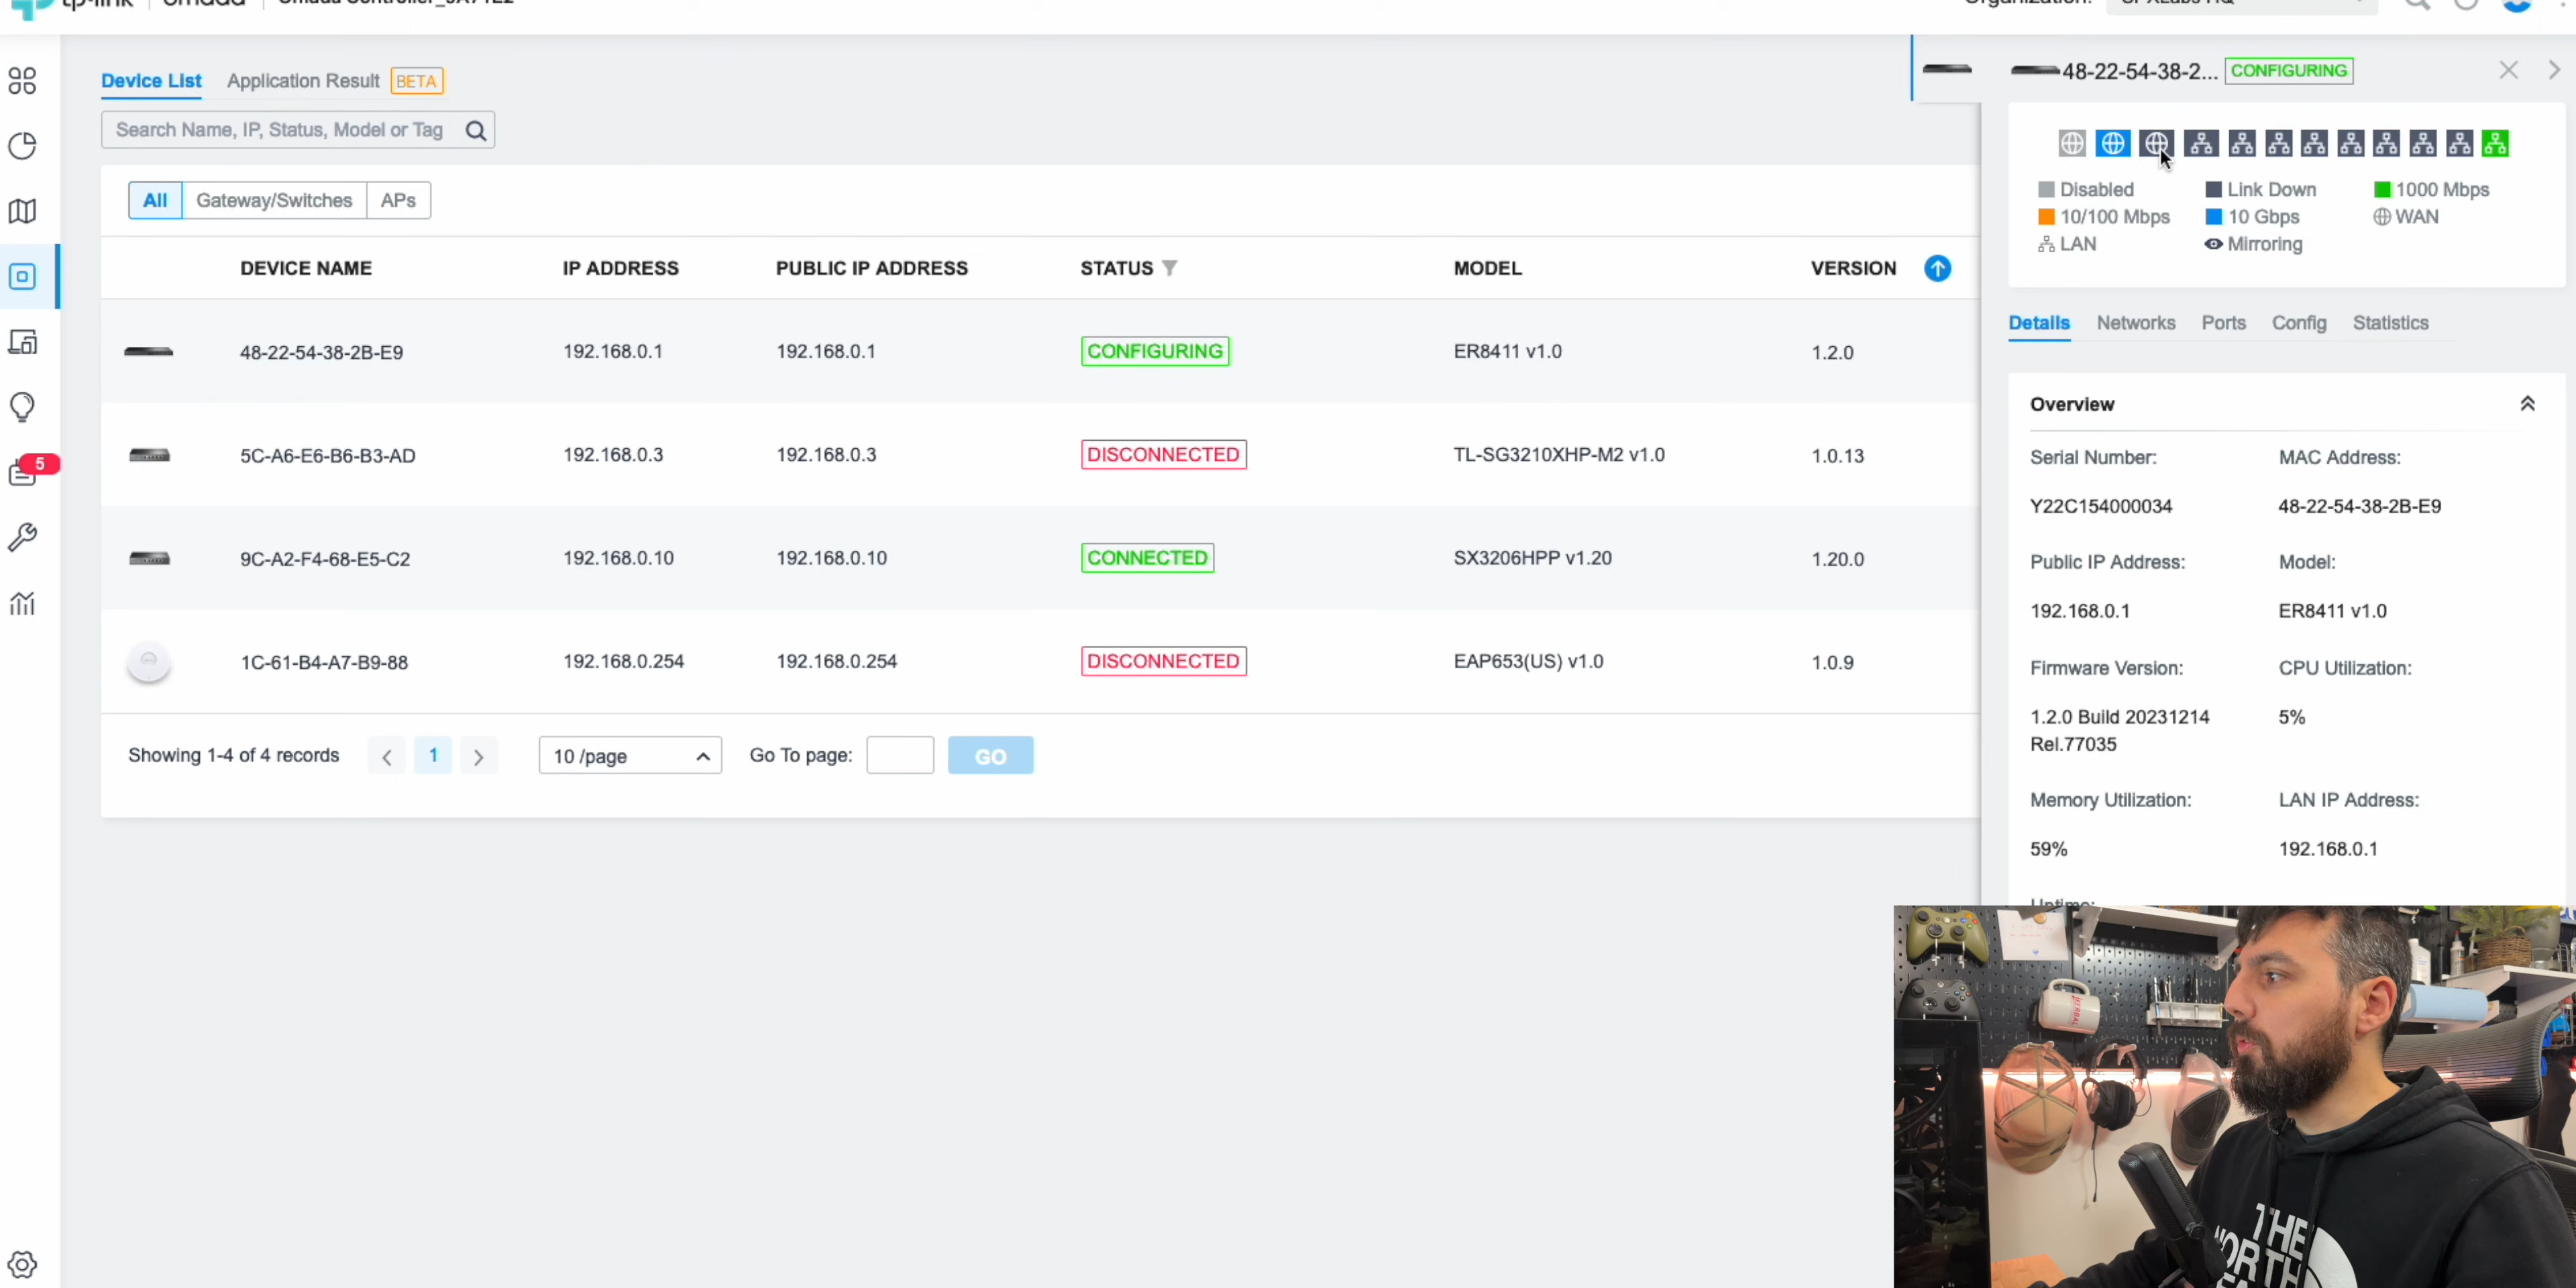 tp-link | omada | Omada Controller_
Organization:
Device List Application Result BETA
Search Name, IP, Status, Model or Tag
All Gateway/Switches APs
DEVICE NAME IP ADDRESS PUBLIC IP ADDRESS STATUS MODEL VERSION
48-22-54-38-2B-E9 192.168.0.1 192.168.0.1 CONFIGURING ER8411 v1.0 1.2.0
5C-A6-E6-B6-B3-AD 192.168.0.3 192.168.0.3 DISCONNECTED TL-SG3210XHP-M2 v1.0 1.0.13
9C-A2-F4-68-E5-C2 192.168.0.10 192.168.0.10 CONNECTED SX3206HPP v1.20 1.20.0
1C-61-B4-A7-B9-88 192.168.0.254 192.168.0.254 DISCONNECTED EAP653(US) v1.0 1.0.9
Showing 1-4 of 4 records 1 10 /page Go To page: GO
5
48-22-54-38-2... CONFIGURING
Disabled Link Down 1000 Mbps
10/100 Mbps 10 Gbps WAN
LAN Mirroring
Details Networks Ports Config Statistics
Overview
Serial Number: MAC Address:
Y22C154000034 48-22-54-38-2B-E9
Public IP Address: Model:
192.168.0.1 ER8411 v1.0
Firmware Version: CPU Utilization:
1.2.0 Build 20231214 5%
Rel.77035
Memory Utilization: LAN IP Address:
59% 192.168.0.1
Uptime:
THE
NORTH